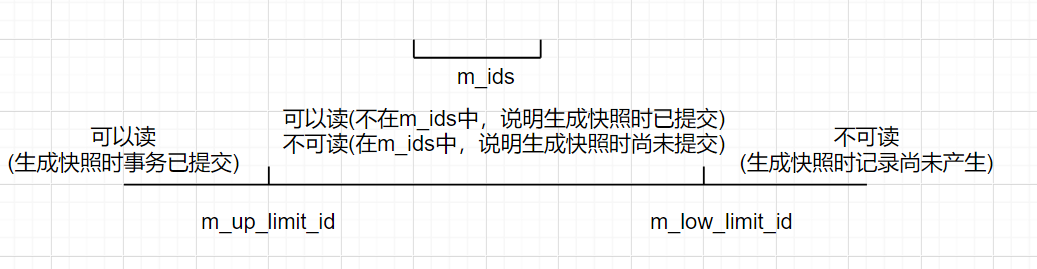 m_ids
可以读(不在m_ids中，说明生成快照时已提交)
不可读(在m_ids中，说明生成快照时尚未提交)
可以读
(生成快照时事务已提交)
不可读
(生成快照时记录尚未产生)
m_up_limit_id
m_low_limit_id